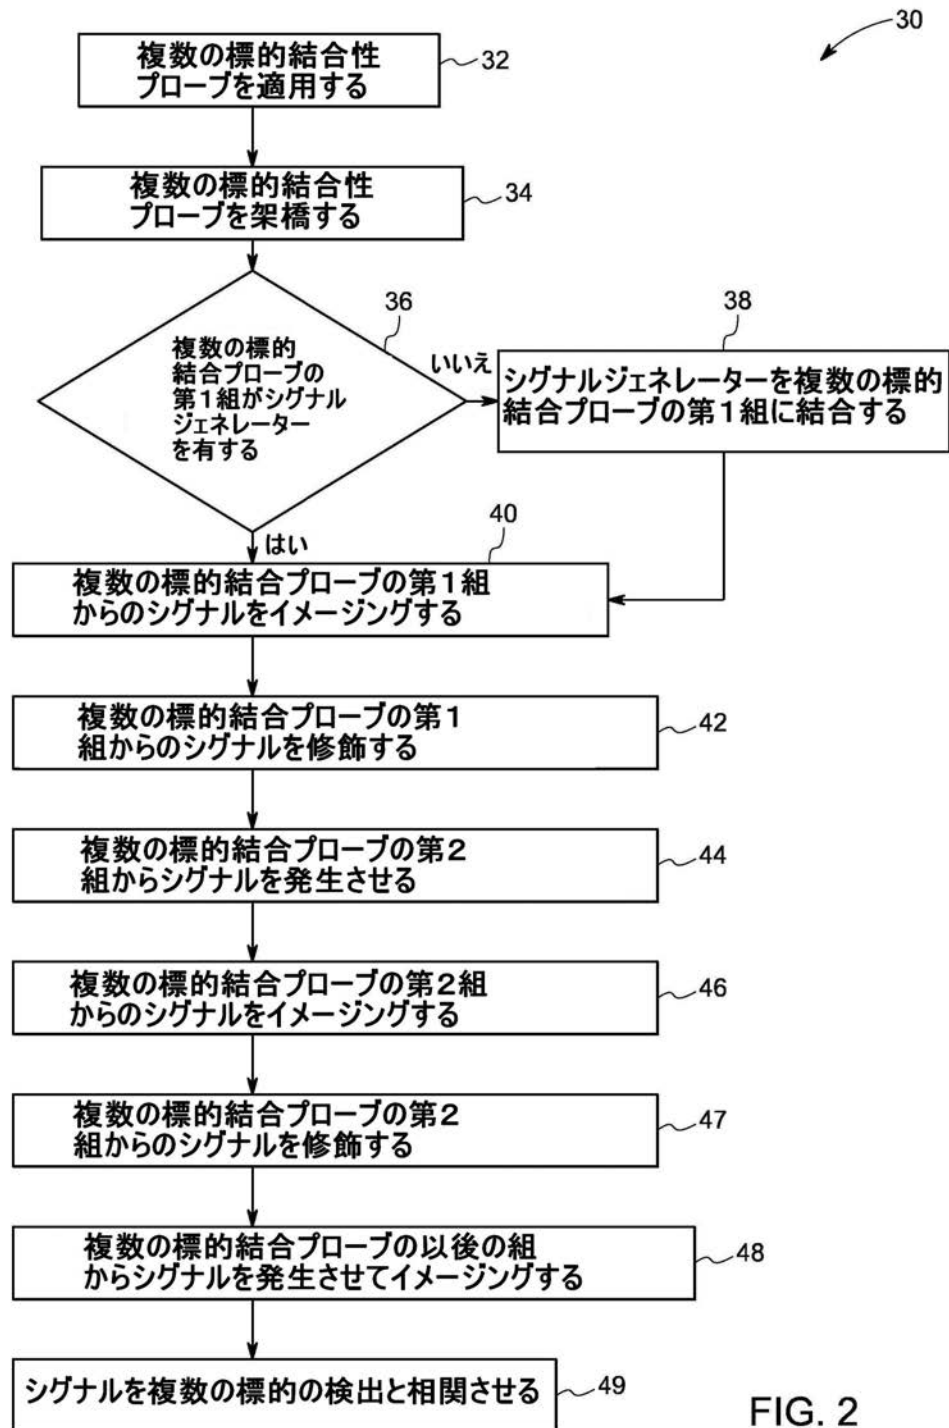 30
複数の標的結合性
プローブを適用する
32
複数の標的結合性
プローブを架橋する
34
36
複数の標的
結合プローブの
第1組がシグナル
ジェネレーター
を有する
いいえ
38
シグナルジェネレーターを複数の標的
結合プローブの第1組に結合する
はい
40
複数の標的結合プローブの第1組
からのシグナルをイメージングする
複数の標的結合プローブの第1
組からのシグナルを修飾する
42
複数の標的結合プローブの第2
組からシグナルを発生させる
44
複数の標的結合プローブの第2組
からのシグナルをイメージングする
46
複数の標的結合プローブの第2
組からのシグナルを修飾する
47
複数の標的結合プローブの以後の組
からシグナルを発生させてイメージングする
48
シグナルを複数の標的の検出と相関させる
49
FIG. 2